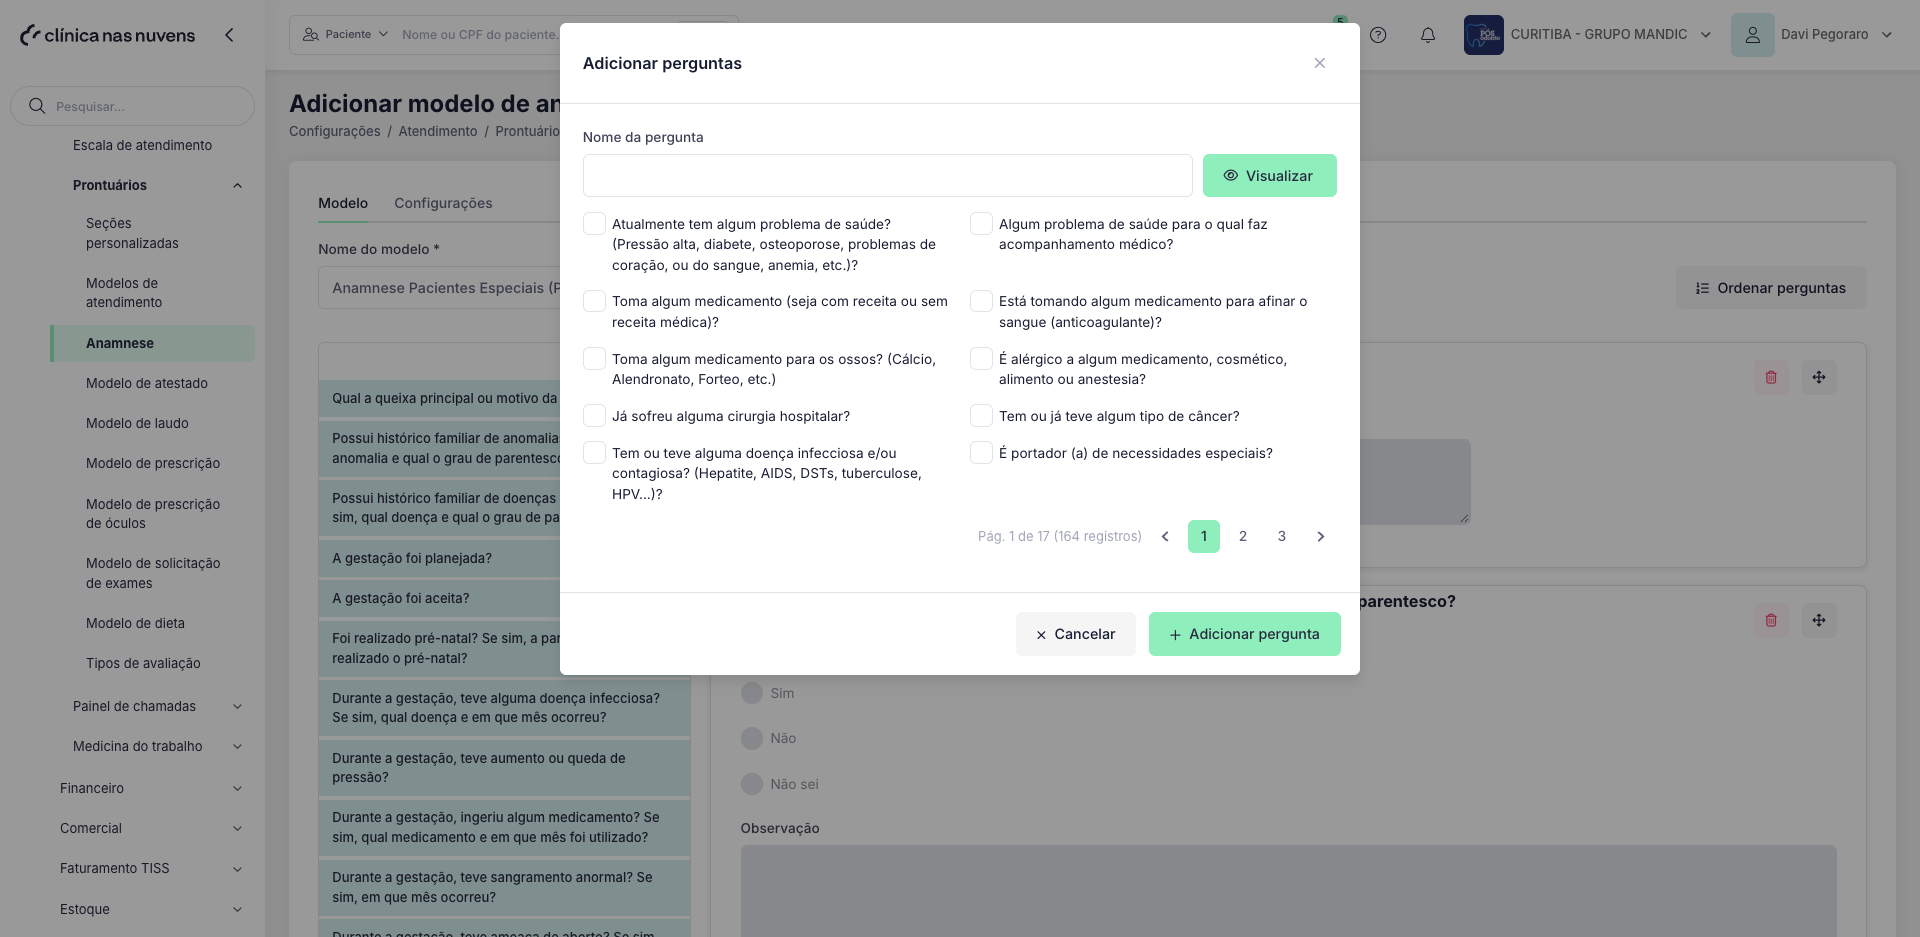 clínica nas nuvens
Pesquisar...
Escala de atendimento
Prontuários
Seções
personalizadas
Modelos de
atendimento
Anamnese
Modelo de atestado
Modelo de laudo
Modelo de prescrição
Modelo de prescrição
de óculos
Modelo de solicitação
de exames
Modelo de dieta
Tipos de avaliação
Painel de chamadas
Medicina do trabalho
Financeiro
Comercial
Faturamento TISS
Estoque
Paciente
Nome ou CPF do paciente.
5
CURITIBA - GRUPO MANDIC
Davi Pegoraro
Adicionar modelo de an
Configurações / Atendimento / Prontuário
Modelo
Configurações
Nome do modelo *
Anamnese Pacientes Especiais (P
Ordenar perguntas
Qual a queixa principal ou motivo da
Possui histórico familiar de anomalia
anomalia e qual o grau de parentesco
Possui histórico familiar de doenças
sim, qual doença e qual o grau de pa
A gestação foi planejada?
A gestação foi aceita?
Foi realizado pré-natal? Se sim, a par
realizado o pré-natal?
Durante a gestação, teve alguma doença infecciosa?
Se sim, qual doença e em que mês ocorreu?
Durante a gestação, teve aumento ou queda de
pressão?
Durante a gestação, ingeriu algum medicamento? Se
sim, qual medicamento e em que mês foi utilizado?
Durante a gestação, teve sangramento anormal? Se
sim, em que mês ocorreu?
Durante a gestação, teve ameaça de aborto? Se sim,
parentesco?
Sim
Não
Não sei
Observação
Adicionar perguntas
Nome da pergunta
Visualizar
Atualmente tem algum problema de saúde?
(Pressão alta, diabete, osteoporose, problemas de
coração, ou do sangue, anemia, etc.)?
Algum problema de saúde para o qual faz
acompanhamento médico?
Toma algum medicamento (seja com receita ou sem
receita médica)?
Está tomando algum medicamento para afinar o
sangue (anticoagulante)?
Toma algum medicamento para os ossos? (Cálcio,
Alendronato, Forteo, etc.)
É alérgico a algum medicamento, cosmético,
alimento ou anestesia?
Já sofreu alguma cirurgia hospitalar?
Tem ou já teve algum tipo de câncer?
Tem ou teve alguma doença infecciosa e/ou
contagiosa? (Hepatite, AIDS, DSTs, tuberculose,
HPV...)?
É portador (a) de necessidades especiais?
Pág. 1 de 17 (164 registros)
1
2
3
Cancelar
Adicionar pergunta